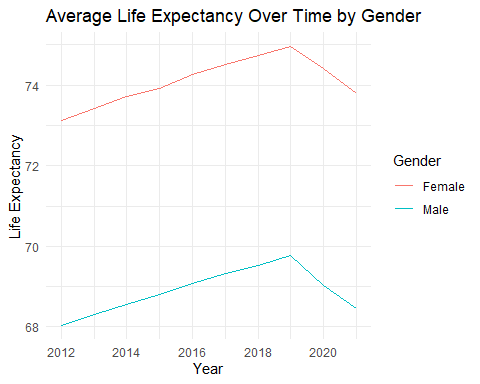 Average Life Expectancy Over Time by Gender
74
72
70
68
Life Expectancy
2012 2014 2016 2018 2020
Year
Gender
Female
Male